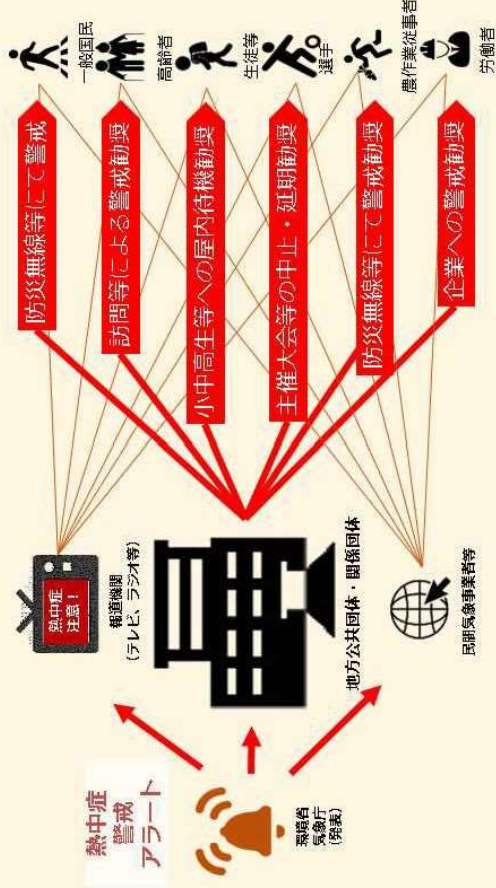 熱中症
警戒
アラート
環境省
気象庁
(発表)
熱中症
注意！
報道機関
(テレビ、ラジオ等)
地方公共団体・関係団体
民間気象事業者等
防災無線等にて警戒
訪問等による警戒勧奨
小中高生等への屋内待機勧奨
主催大会等の中止・延期勧奨
防災無線等にて警戒勧奨
企業への警戒勧奨
一般国民
高齢者
生徒等
選手
農作業従事者
労働者